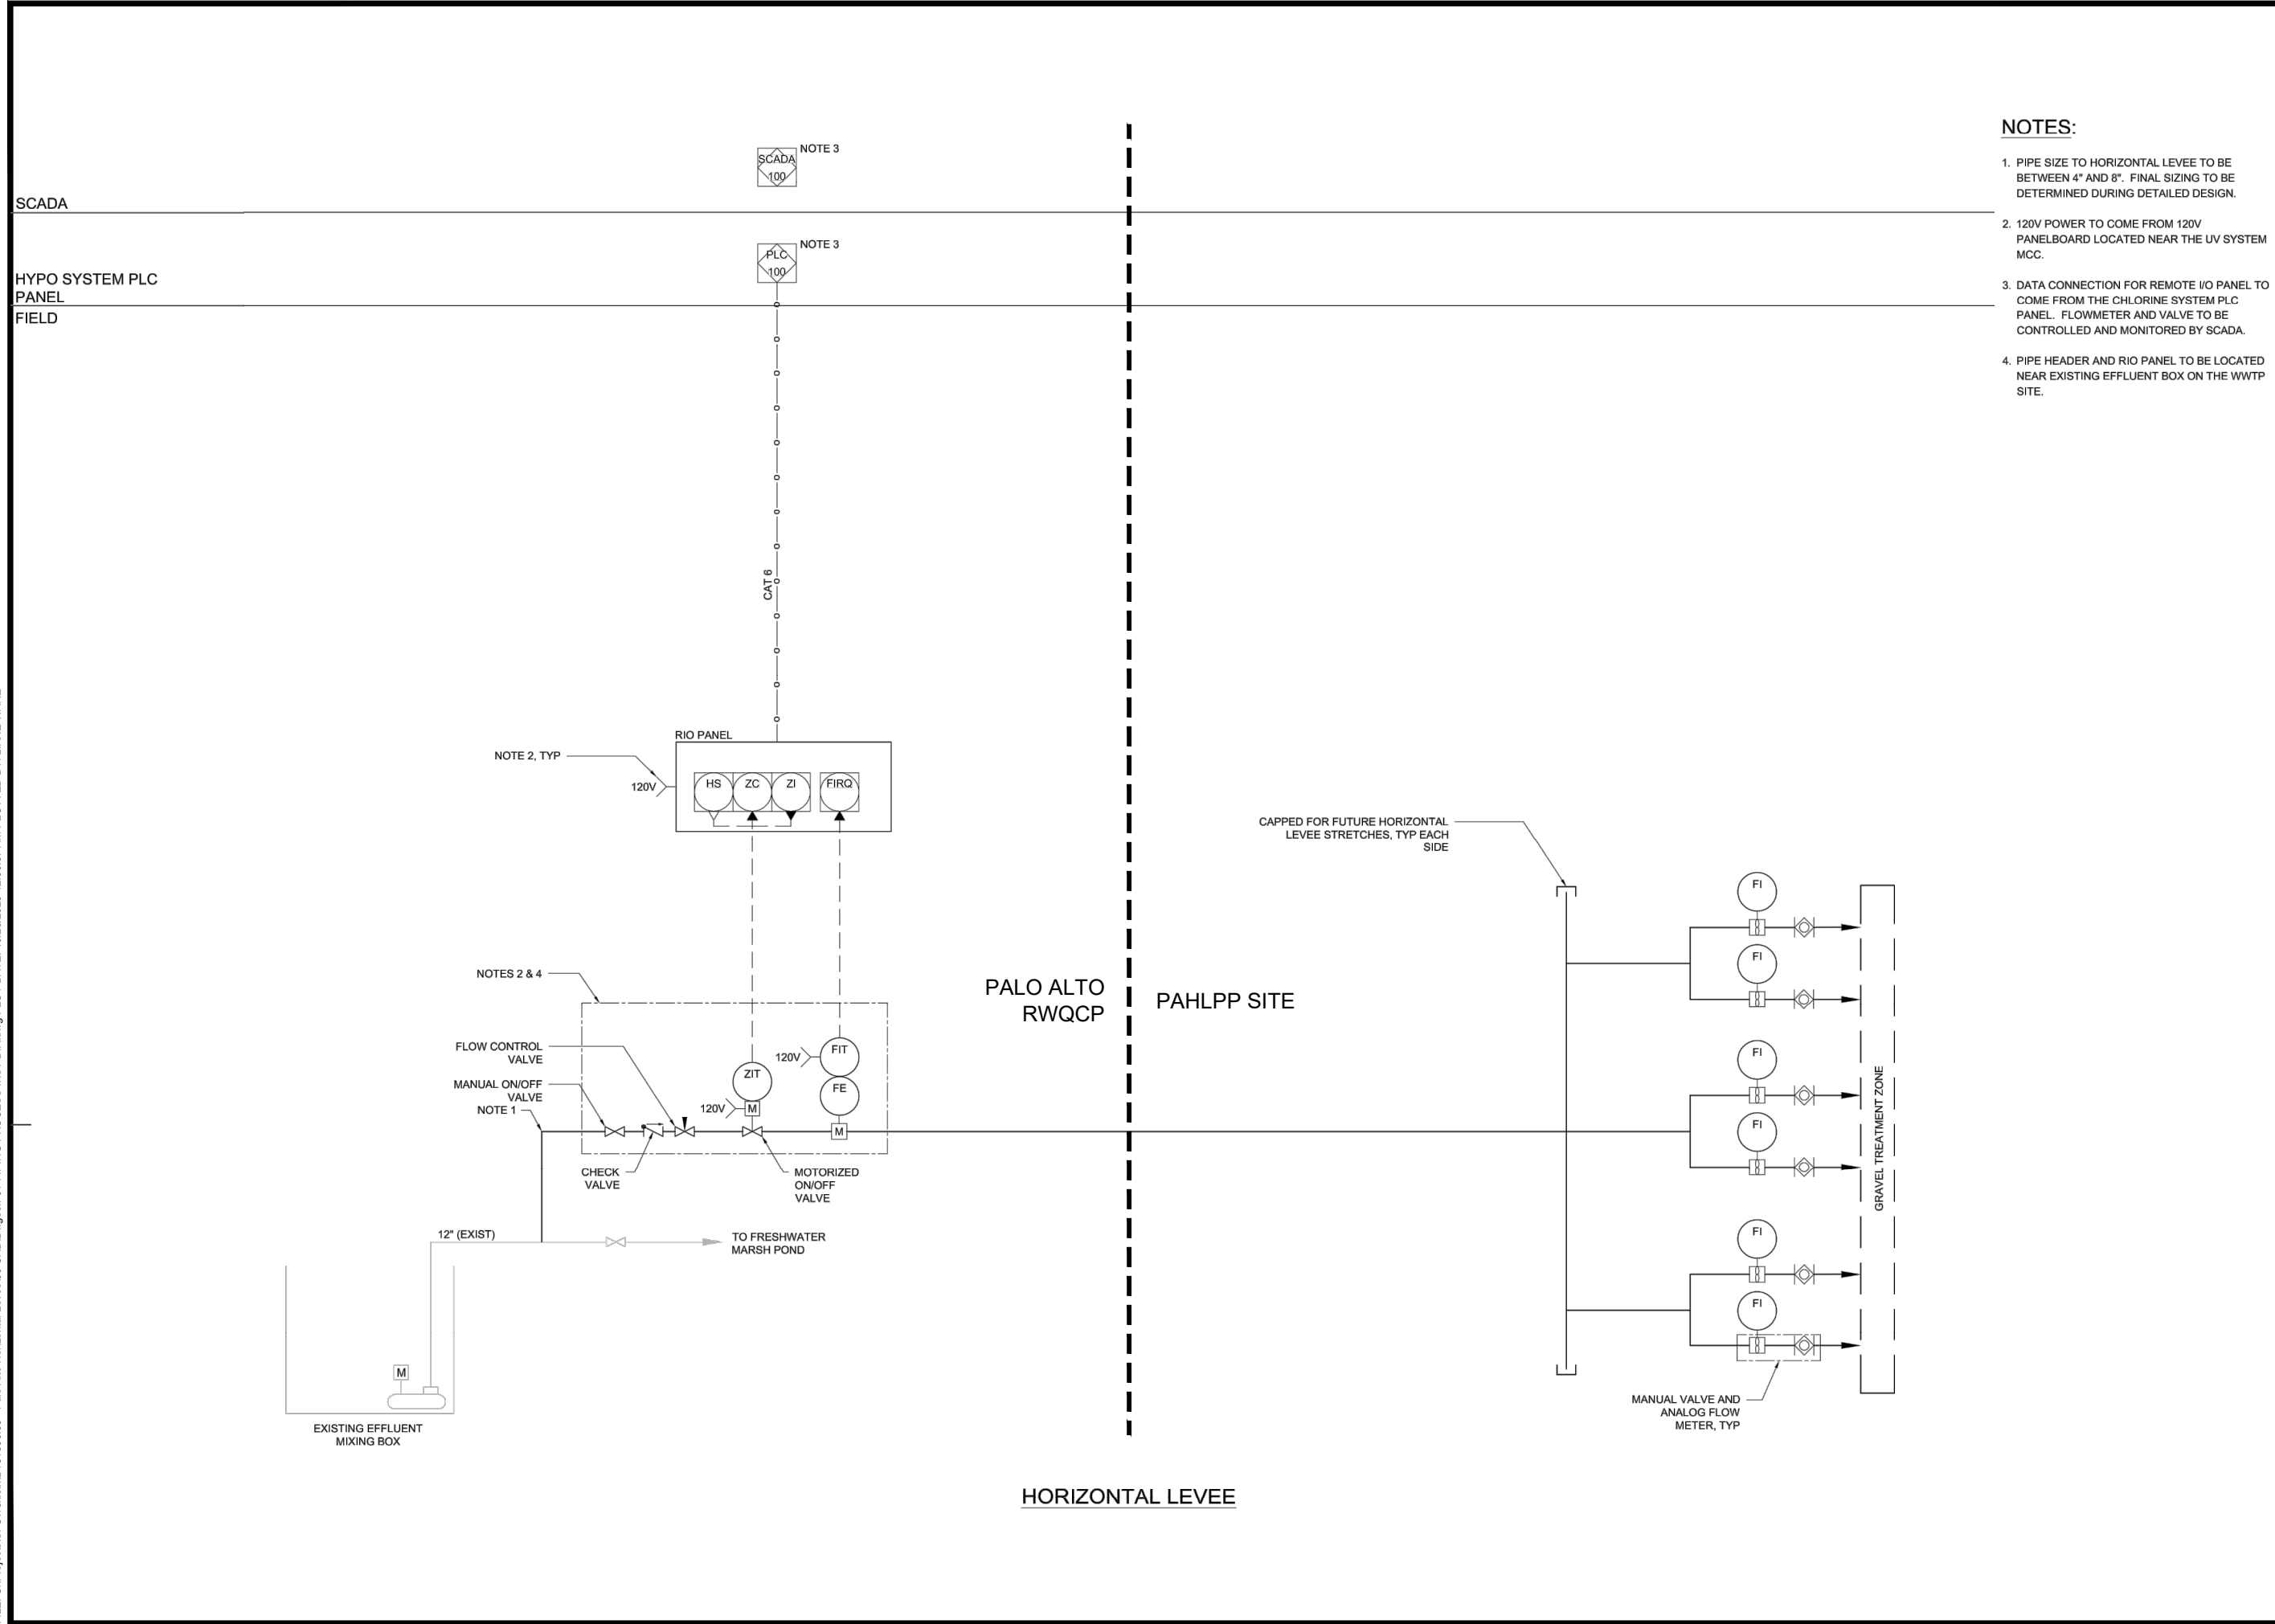 NOTE 3
SCADA
100
SCADA
NOTE 3
PLC
100
HYPO SYSTEM PLC
PANEL
FIELD
CAT 6
RIO PANEL
NOTE 2, TYP
120V
HS
ZC
ZI
FIRQ
NOTES 2 & 4
FLOW CONTROL
VALVE
MANUAL ON/OFF
VALVE
NOTE 1
120V
FIT
FE
ZIT
120V
M
M
CHECK
VALVE
MOTORIZED
ON/OFF
VALVE
12" (EXIST)
TO FRESHWATER
MARSH POND
M
EXISTING EFFLUENT
MIXING BOX
PALO ALTO
RWQCP
PAHLPP SITE
CAPPED FOR FUTURE HORIZONTAL
LEVEE STRETCHES, TYP EACH
SIDE
FI
FI
FI
FI
FI
FI
GRAVEL TREATMENT ZONE
MANUAL VALVE AND
ANALOG FLOW
METER, TYP
HORIZONTAL LEVEE
NOTES:
1. PIPE SIZE TO HORIZONTAL LEVEE TO BE
BETWEEN 4" AND 8". FINAL SIZING TO BE
DETERMINED DURING DETAILED DESIGN.
2. 120V POWER TO COME FROM 120V
PANELBOARD LOCATED NEAR THE UV SYSTEM
MCC.
3. DATA CONNECTION FOR REMOTE I/O PANEL TO
COME FROM THE CHLORINE SYSTEM PLC
PANEL. FLOWMETER AND VALVE TO BE
CONTROLLED AND MONITORED BY SCADA.
4. PIPE HEADER AND RIO PANEL TO BE LOCATED
NEAR EXISTING EFFLUENT BOX ON THE WWTP
SITE.